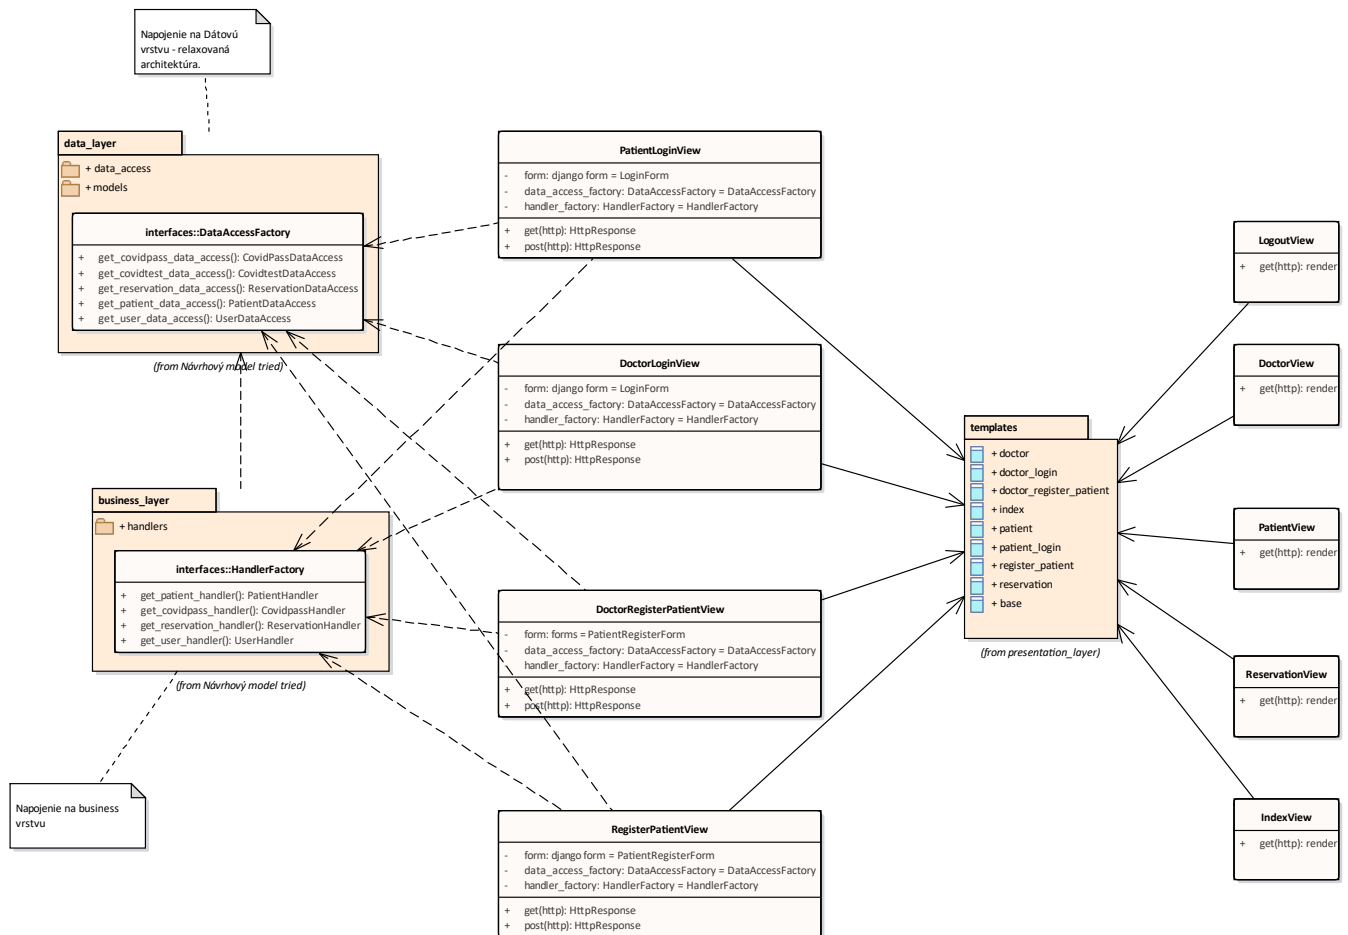 Napojenie na Dátovú
vrstvu - relaxovaná
architektúra.
data_layer
+ data_access
+ models
interfaces::DataAccessFactory
+ get_covidpass_data_access(): CovidPassDataAccess
+ get_covidtest_data_access(): CovidtestDataAccess
+ get_reservation_data_access(): ReservationDataAccess
+ get_patient_data_access(): PatientDataAccess
+ get_user_data_access(): UserDataAccess
(from Návrhový model tried)
business_layer
+ handlers
interfaces::HandlerFactory
+ get_patient_handler(): PatientHandler
+ get_covidpass_handler(): CovidpassHandler
+ get_reservation_handler(): ReservationHandler
+ get_user_handler(): UserHandler
(from Návrhový model tried)
Napojenie na business
vrstvu
PatientLoginView
- form: django form = LoginForm
- data_access_factory: DataAccessFactory = DataAccessFactory
- handler_factory: HandlerFactory = HandlerFactory
+ get(http): HttpResponse
+ post(http): HttpResponse
DoctorLoginView
- form: django form = LoginForm
- data_access_factory: DataAccessFactory = DataAccessFactory
- handler_factory: HandlerFactory = HandlerFactory
+ get(http): HttpResponse
+ post(http): HttpResponse
DoctorRegisterPatientView
- form: forms = PatientRegisterForm
- data_access_factory: DataAccessFactory = DataAccessFactory
- handler_factory: HandlerFactory = HandlerFactory
+ get(http): HttpResponse
+ post(http): HttpResponse
RegisterPatientView
- form: django form = PatientRegisterForm
- data_access_factory: DataAccessFactory = DataAccessFactory
- handler_factory: HandlerFactory = HandlerFactory
+ get(http): HttpResponse
+ post(http): HttpResponse
templates
+ doctor
+ doctor_login
+ doctor_register_patient
+ index
+ patient
+ patient_login
+ register_patient
+ reservation
+ base
(from presentation_layer)
LogoutView
+ get(http): render
DoctorView
+ get(http): render
PatientView
+ get(http): render
ReservationView
+ get(http): render
IndexView
+ get(http): render